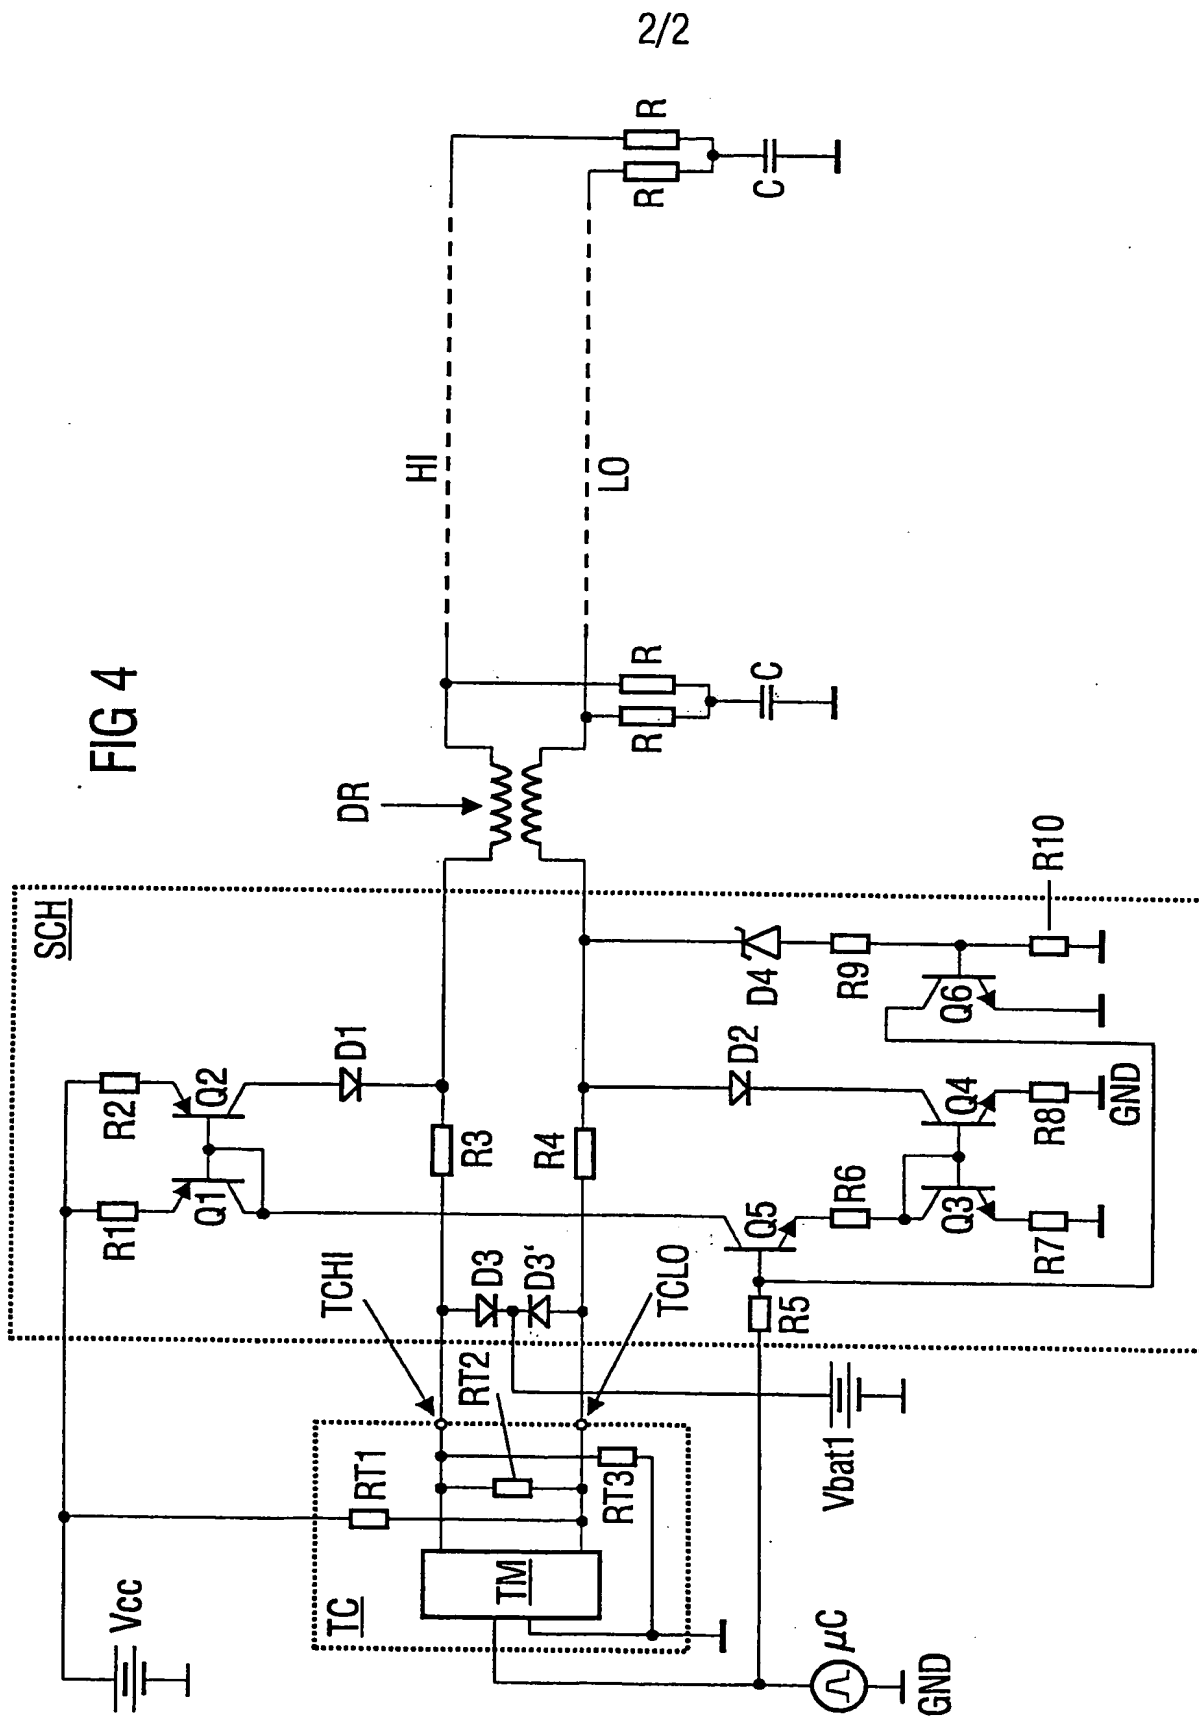 2/2
FIG 4
SCH
Vcc
R1
R2
Q1
Q2
D1
TCHI
RT1
RT2
RT3
TC
TM
D3
D3'
R3
R4
TCLO
DR
HI
LO
R
R
C
R
R
C
Vbat1
R5
Q5
R6
Q3
R7
Q4
R8
GND
D2
D4
R9
Q6
R10
µC
GND